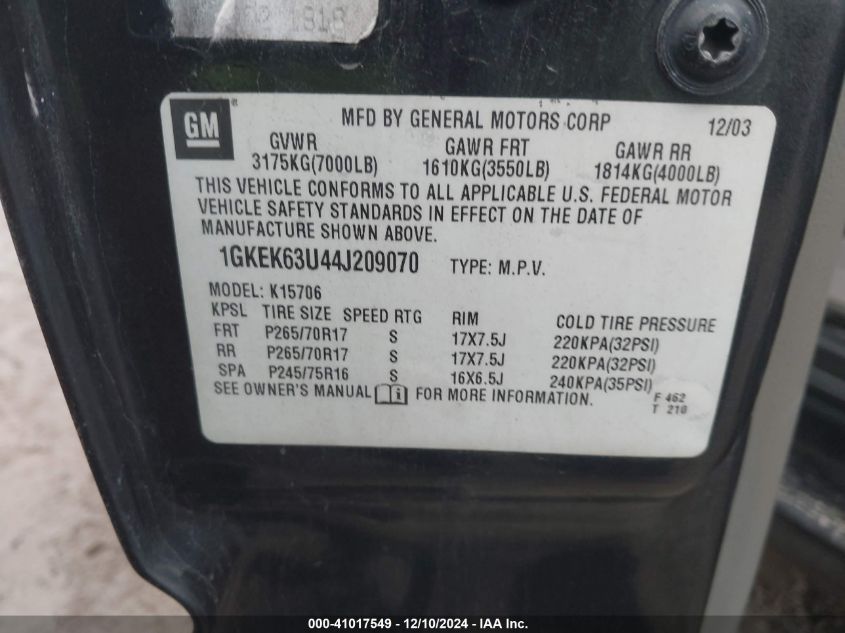 1818
GM
MFD BY GENERAL MOTORS CORP 12/03
GVWR GAWR FRT GAWR RR
3175KG(7000LB) 1610KG(3550LB) 1814KG(4000LB)
THIS VEHICLE CONFORMS TO ALL APPLICABLE U.S. FEDERAL MOTOR
VEHICLE SAFETY STANDARDS IN EFFECT ON THE DATE OF
MANUFACTURE SHOWN ABOVE.
1GKEK63U44J209070 TYPE: M.P.V.
MODEL: K15706
KPSL TIRE SIZE SPEED RTG RIM COLD TIRE PRESSURE
FRT P265/70R17 S 17X7.5J 220KPA(32PSI)
RR P265/70R17 S 17X7.5J 220KPA(32PSI)
SPA P245/75R16 S 16X6.5J 240KPA(35PSI)
SEE OWNER'S MANUAL i FOR MORE INFORMATION.
F 462
T 210
000-41017549 - 12/10/2024 - IAA Inc.